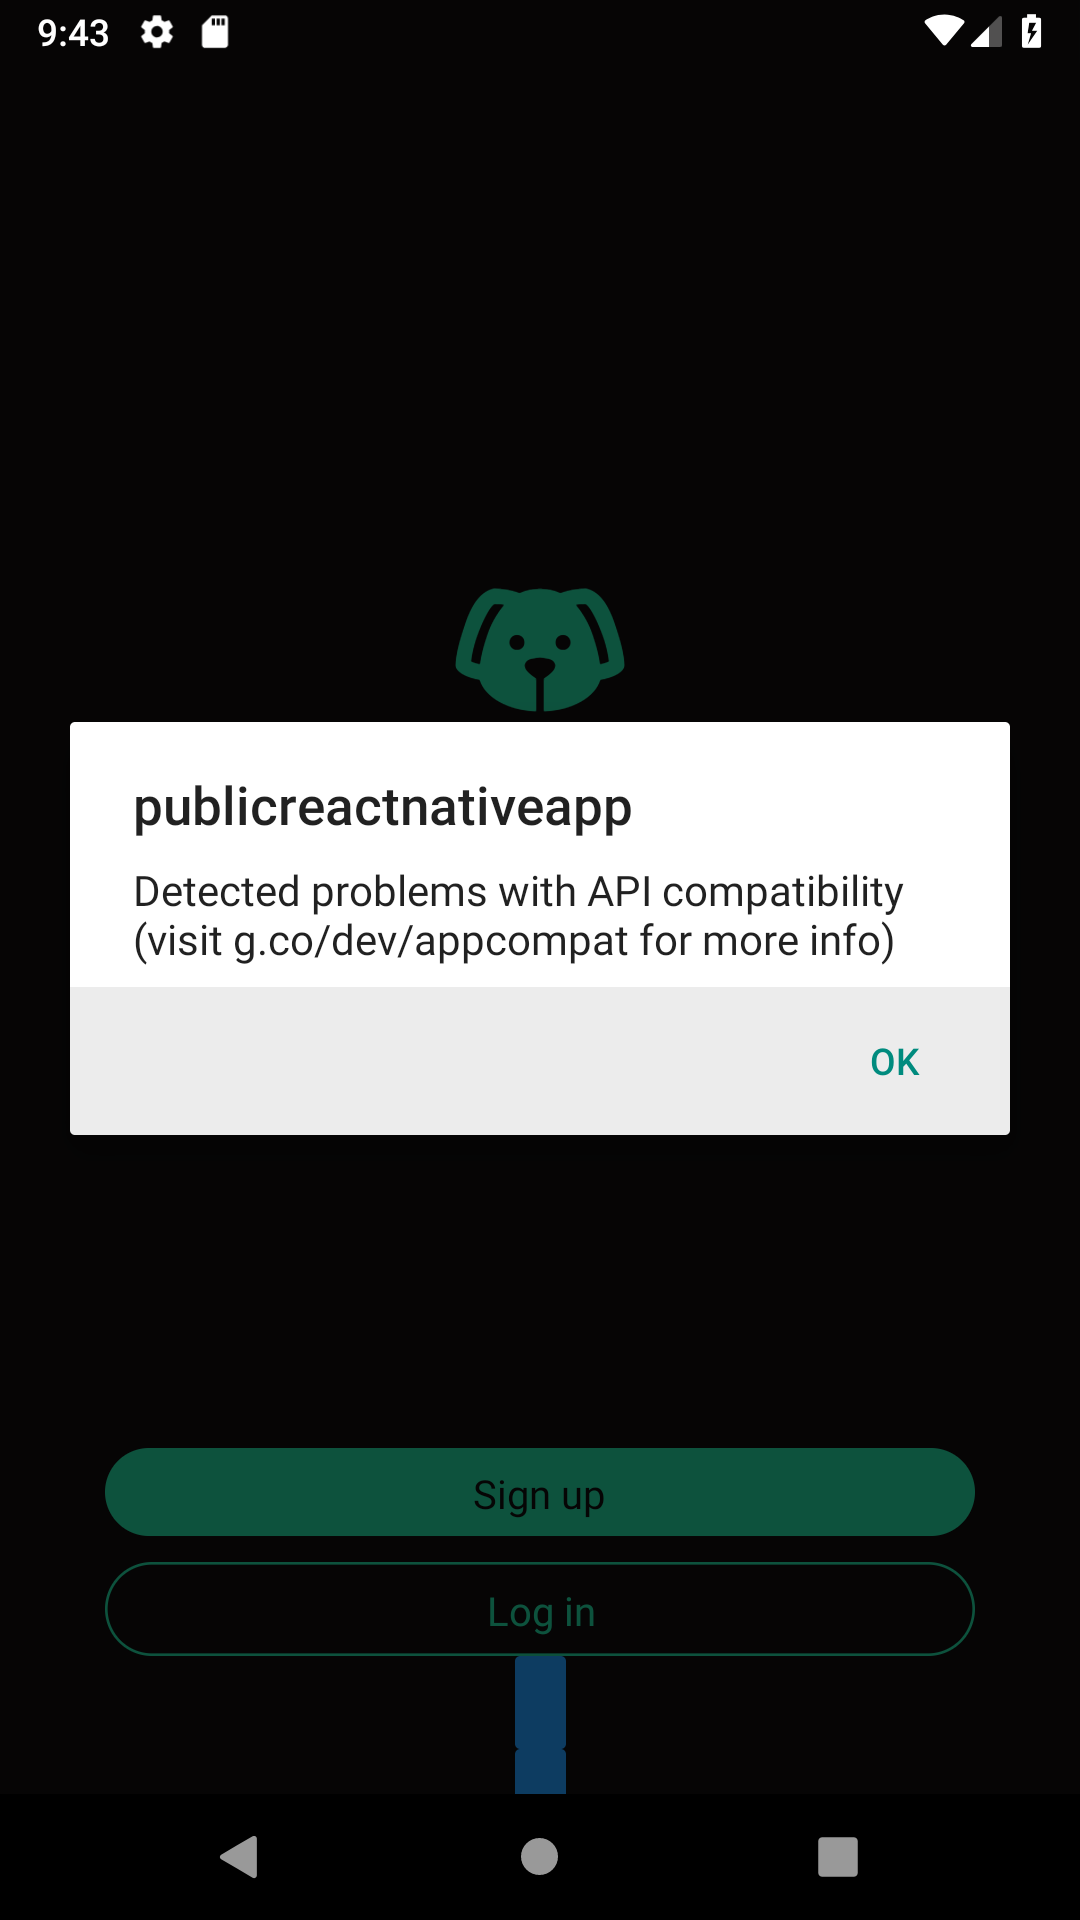 9:43
publicreactnativeapp
Detected problems with API compatibility
(visit g.co/dev/appcompat for more info)
OK
Sign up
Log in